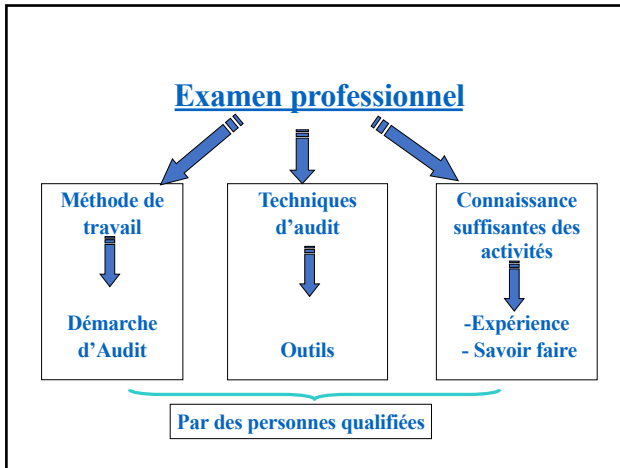 Examen professionnel
Méthode de
travail
Démarche
d'Audit
Techniques
d'audit
Outils
Connaissance
suffisantes des
activités
-Expérience
- Savoir faire
Par des personnes qualifiées